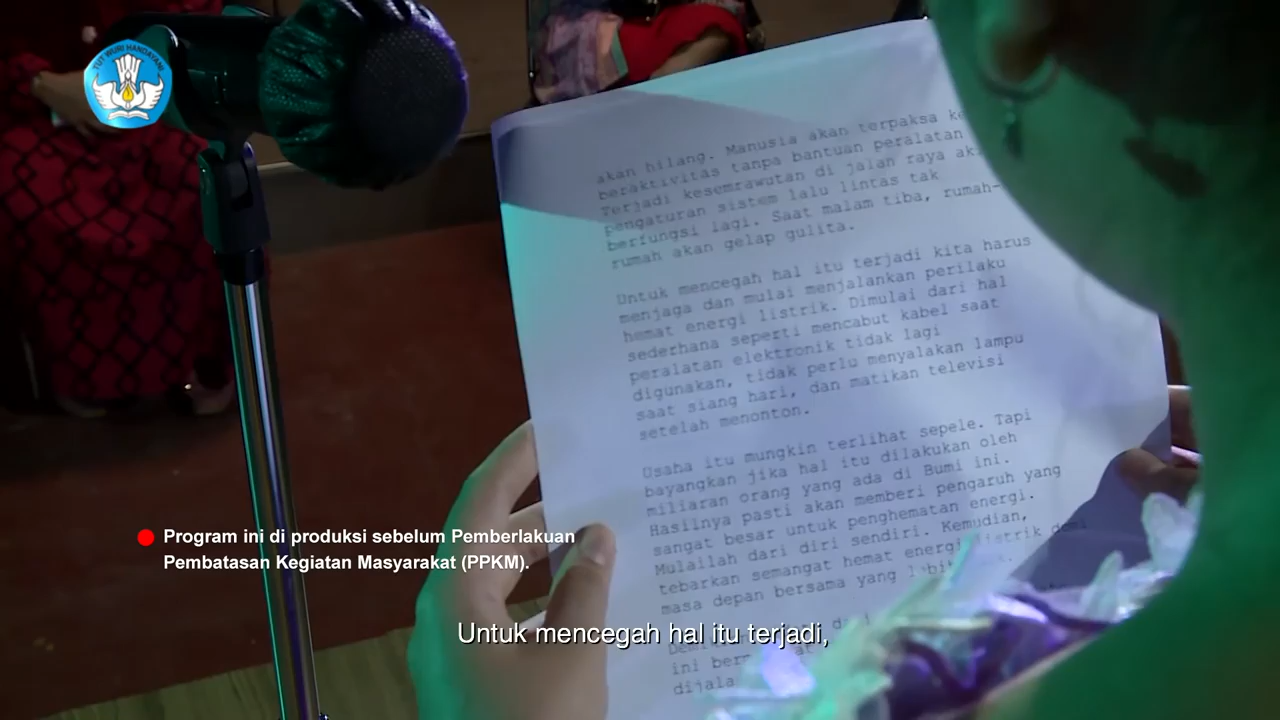 TUT WURI HANDAYANI
akan hilang. Manusia akan terpaksa
beraktivitas tanpa bantuan peralatan
Terjadi kesemrawutan di jalan raya
pengaturan sistem lalu lintas tak
berfungsi lagi. Saat malam tiba, rumah-
rumah akan gelap gulita.
Untuk mencegah hal itu terjadi kita harus
menjaga dan mulai menjalankan perilaku
hemat energi listrik. Dimulai dari hal
sederhana seperti mencabut kabel saat
peralatan elektronik tidak lagi
digunakan, tidak perlu menyalakan lampu
saat siang hari, dan matikan televisi
setelah menonton.
Usaha itu mungkin terlihat sepele. Tapi
bayangkan jika hal itu dilakukan oleh
miliaran orang yang ada di Bumi ini.
Hasilnya pasti akan memberi pengaruh yang
sangat besar untuk penghematan energi.
Mulailah dari diri sendiri. Kemudian,
tebarkan semangat hemat energi listrik demi
masa depan bersama yang
ini
Program ini di produksi sebelum Pemberlakuan
Pembatasan Kegiatan Masyarakat (PPKM).
Untuk mencegah hal itu terjadi,